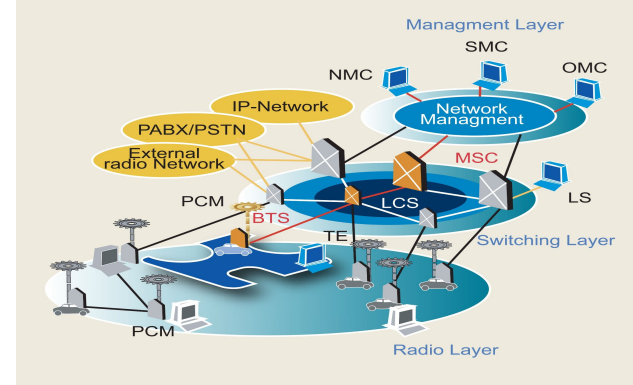 Managment Layer
SMC
NMC
OMC
IP-Network
Network
Managment
PABX/PSTN
External
radio Network
MSC
PCM
LCS
LS
BTS
TE
Switching Layer
PCM
Radio Layer